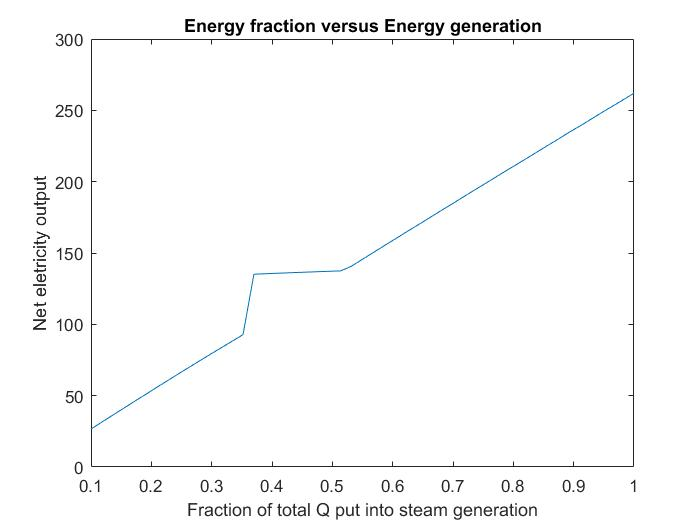 Energy fraction versus Energy generation
300
250
200
150
100
50
0
Net eletricity output
0.1 0.2 0.3 0.4 0.5 0.6 0.7 0.8 0.9 1
Fraction of total Q put into steam generation